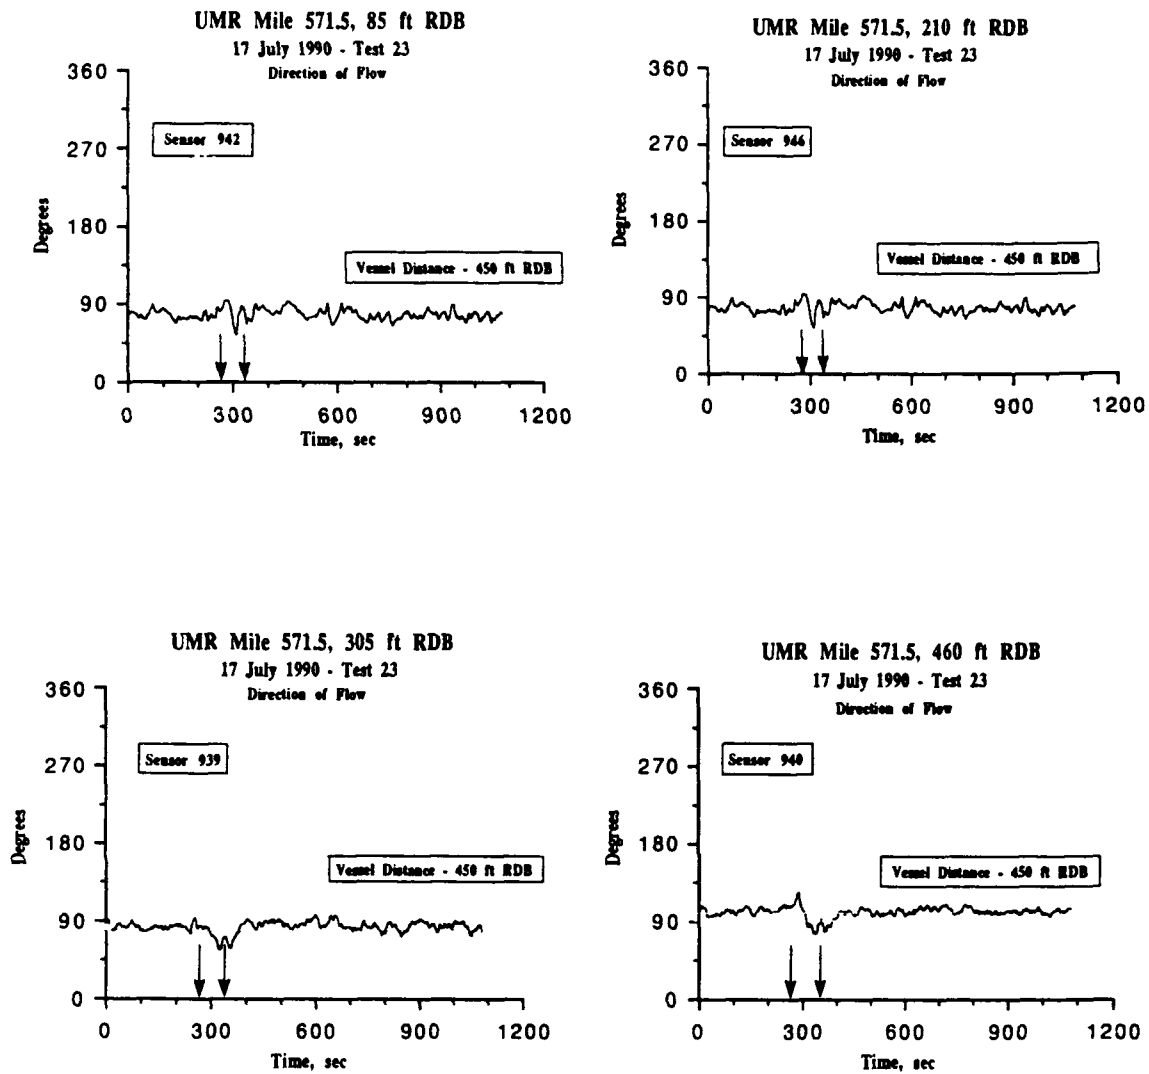 UMR Mile 571.5, 85 ft RDB
17 July 1990 - Test 23
Direction of Flow
360
270
180
90
0
Degrees
Sensor 942
Vessel Distance - 450 ft RDB
0 300 600 900 1200
Time, sec
UMR Mile 571.5, 210 ft RDB
17 July 1990 - Test 23
Direction of Flow
360
270
180
90
0
Degrees
Sensor 946
Vessel Distance - 450 ft RDB
0 300 600 900 1200
Time, sec
UMR Mile 571.5, 305 ft RDB
17 July 1990 - Test 23
Direction of Flow
360
270
180
90
0
Degrees
Sensor 939
Vessel Distance - 450 ft RDB
0 300 600 900 1200
Time, sec
UMR Mile 571.5, 460 ft RDB
17 July 1990 - Test 23
Direction of Flow
360
270
180
90
0
Degrees
Sensor 940
Vessel Distance - 450 ft RDB
0 300 600 900 1200
Time, sec